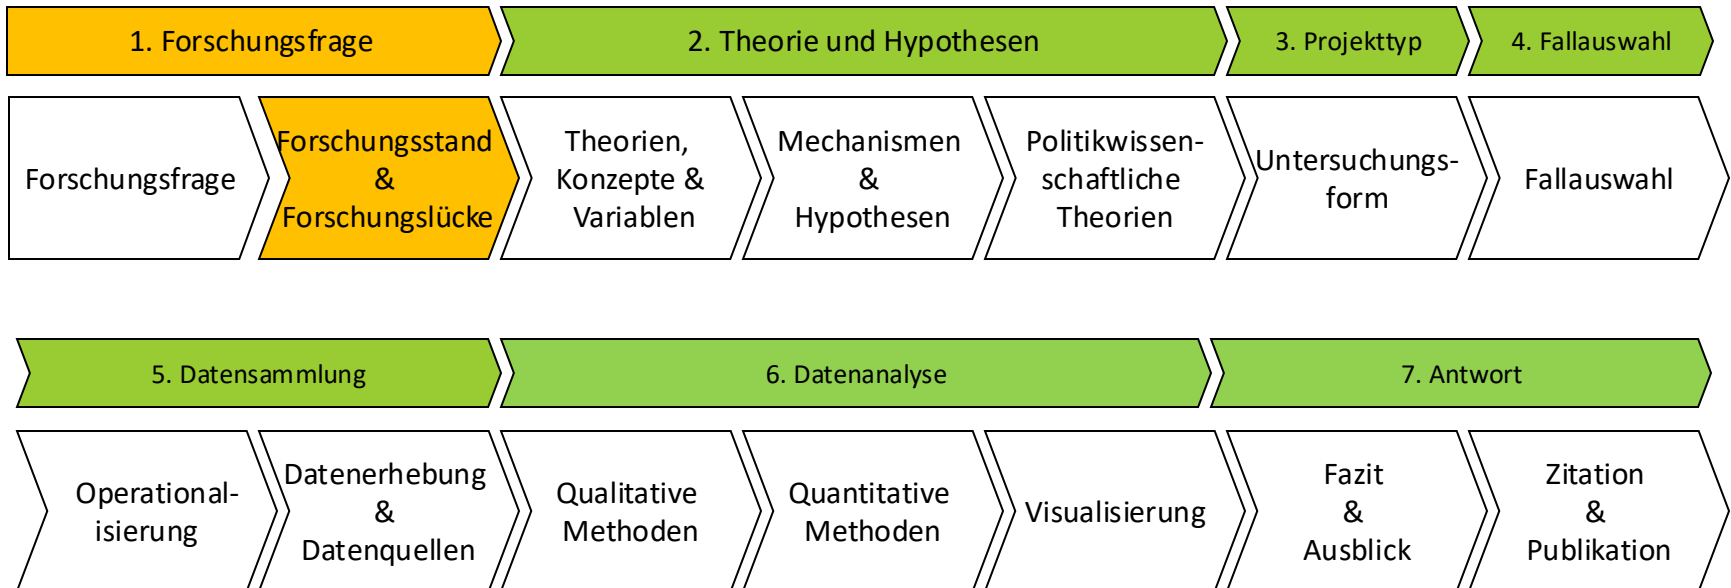 1. Forschungsfrage
2. Theorie und Hypothesen
3. Projekttyp
4. Fallauswahl
Forschungsfrage
Forschungsstand
&
Forschungslücke
Theorien,
Konzepte &
Variablen
Mechanismen
&
Hypothesen
Politikwissen-
schaftliche
Theorien
Untersuchungs-
form
Fallauswahl
5. Datensammlung
6. Datenanalyse
7. Antwort
Operational-
isierung
Datenerhebung
&
Datenquellen
Qualitative
Methoden
Quantitative
Methoden
Visualisierung
Fazit
&
Ausblick
Zitation
&
Publikation